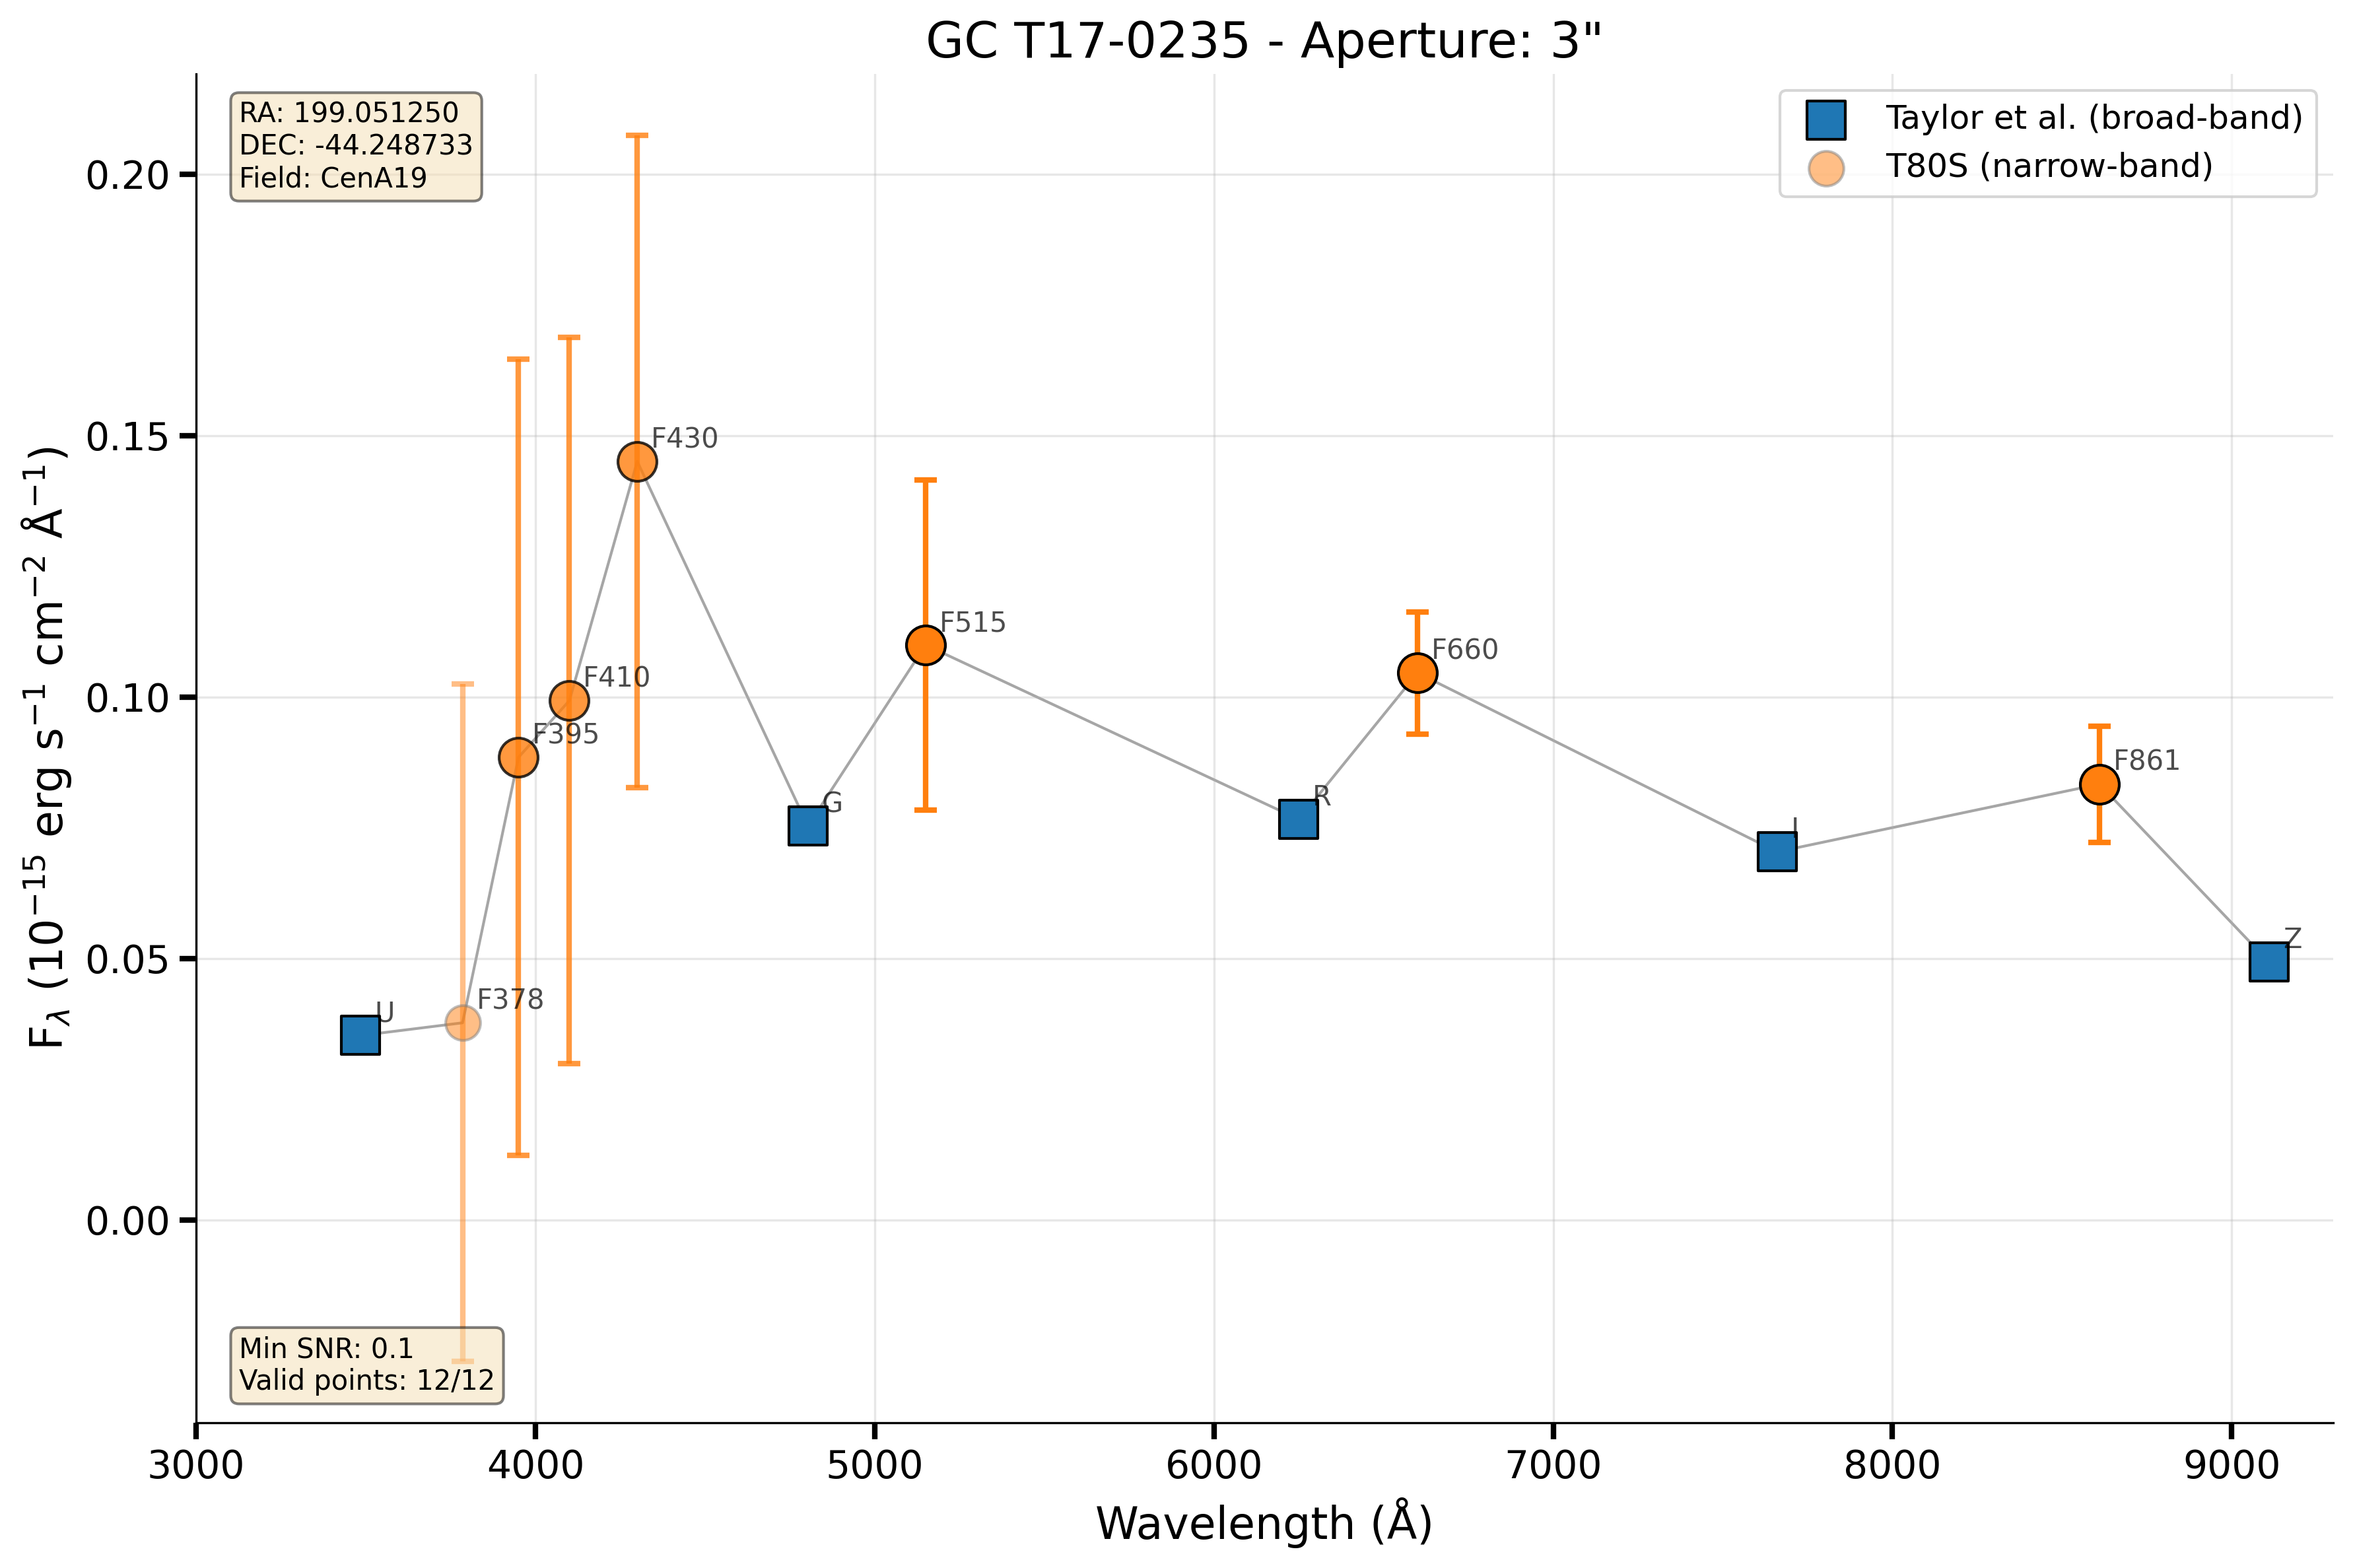 GC T17-0235 - Aperture: 3"
RA: 199.051250
DEC: -44.248733
Field: CenA19
Taylor et al. (broad-band)
T80S (narrow-band)
F_λ (10⁻¹⁵ erg s⁻¹ cm⁻² Å⁻¹)
0.20
0.15
0.10
0.05
0.00
U
F378
F395
F410
F430
G
F515
R
F660
I
F861
Z
Min SNR: 0.1
Valid points: 12/12
3000 4000 5000 6000 7000 8000 9000
Wavelength (Å)